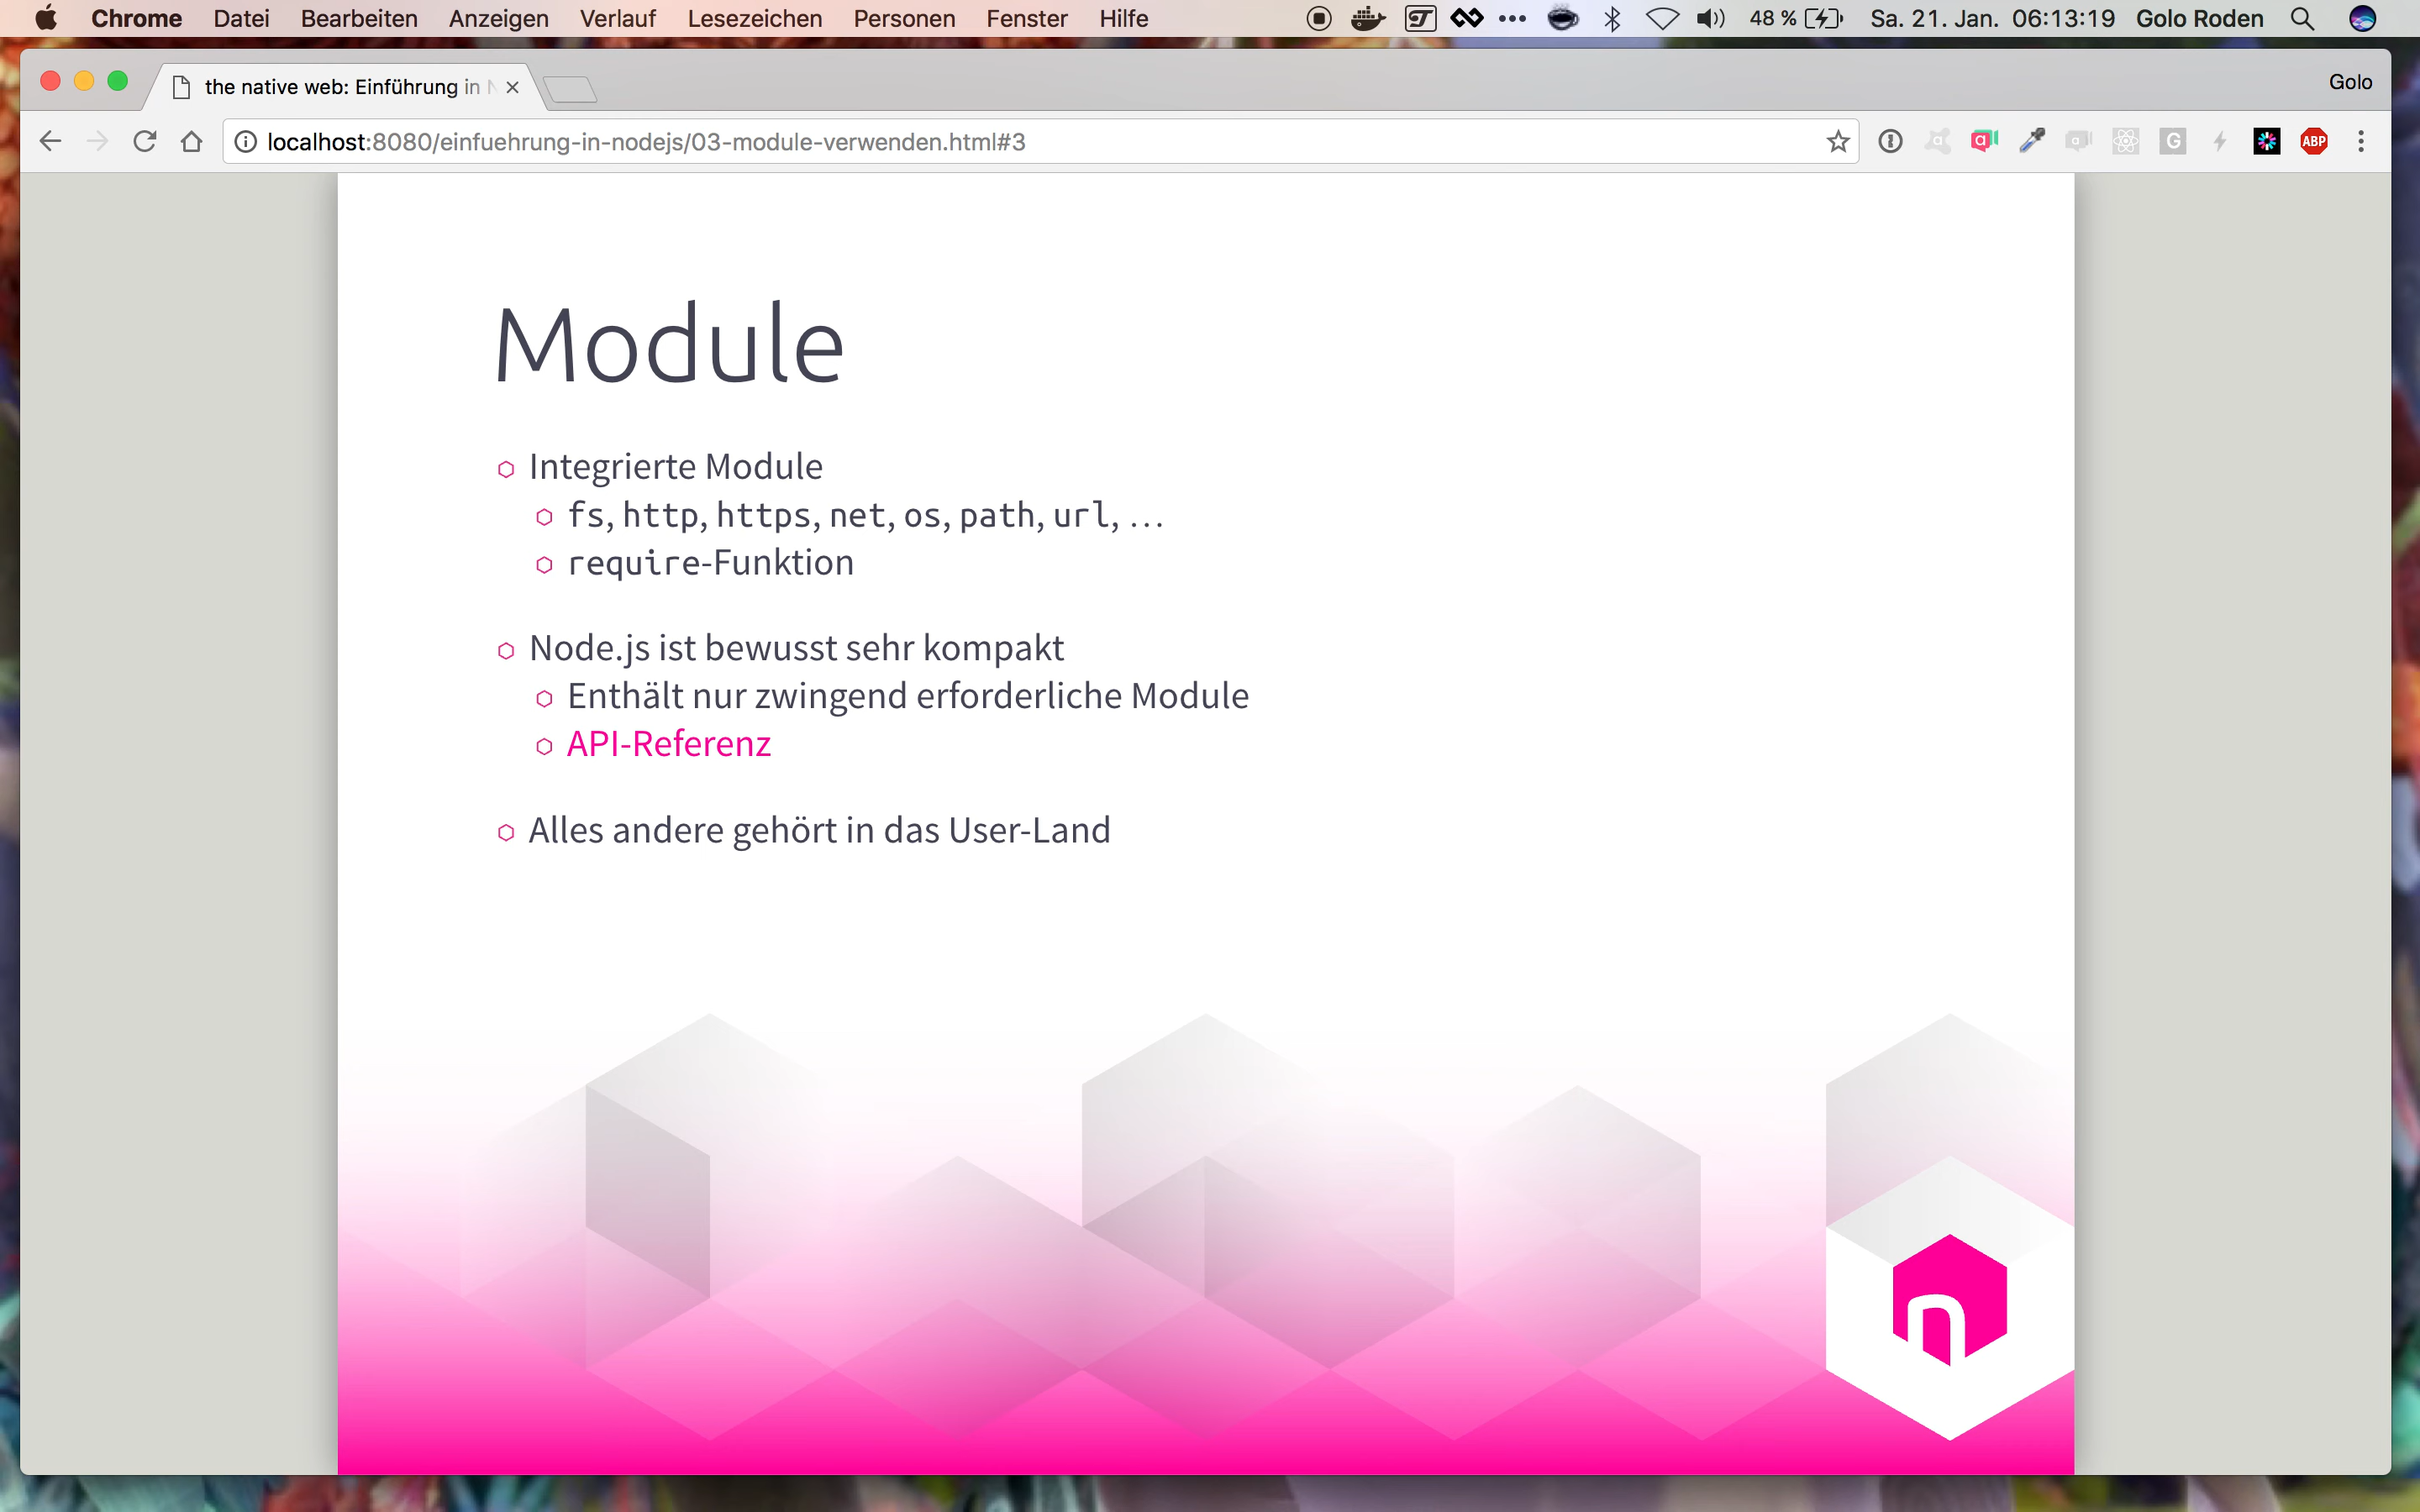 Chrome Datei Bearbeiten Anzeigen Verlauf Lesezeichen Personen Fenster Hilfe 48 % Sa. 21. Jan. 06:13:19 Golo Roden
the native web: Einführung in Golo
localhost:8080/einfuehrung-in-nodejs/03-module-verwenden.html#3 a a a G ABP
Module
Integrierte Module
fs, http, https, net, os, path, url, …
require-Funktion
Node.js ist bewusst sehr kompakt
Enthält nur zwingend erforderliche Module
API-Referenz
Alles andere gehört in das User-Land
n